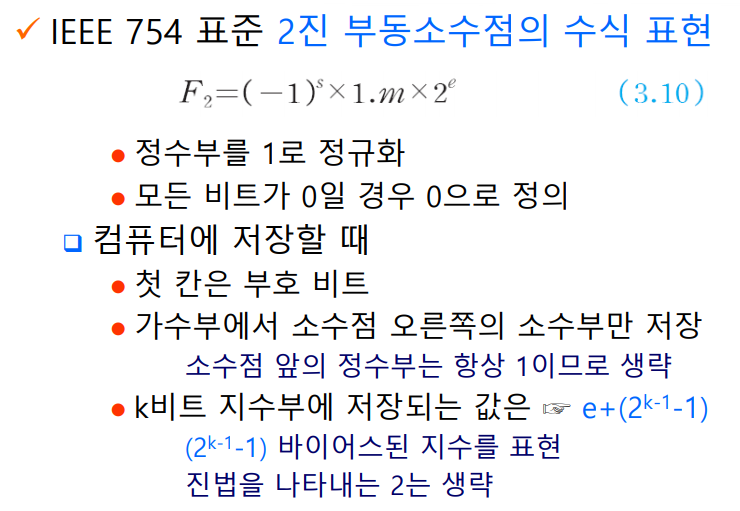 ✓ IEEE 754 표준 2진 부동소수점의 수식 표현
F₂=(−1)ˢ×1.m×2ᵉ (3.10)
● 정수부를 1로 정규화
● 모든 비트가 0일 경우 0으로 정의
❑ 컴퓨터에 저장할 때
● 첫 칸은 부호 비트
● 가수부에서 소수점 오른쪽의 소수부만 저장
소수점 앞의 정수부는 항상 1이므로 생략
● k비트 지수부에 저장되는 값은 ☞ e+(2ᵏ⁻¹-1)
(2ᵏ⁻¹-1) 바이어스된 지수를 표현
진법을 나타내는 2는 생략